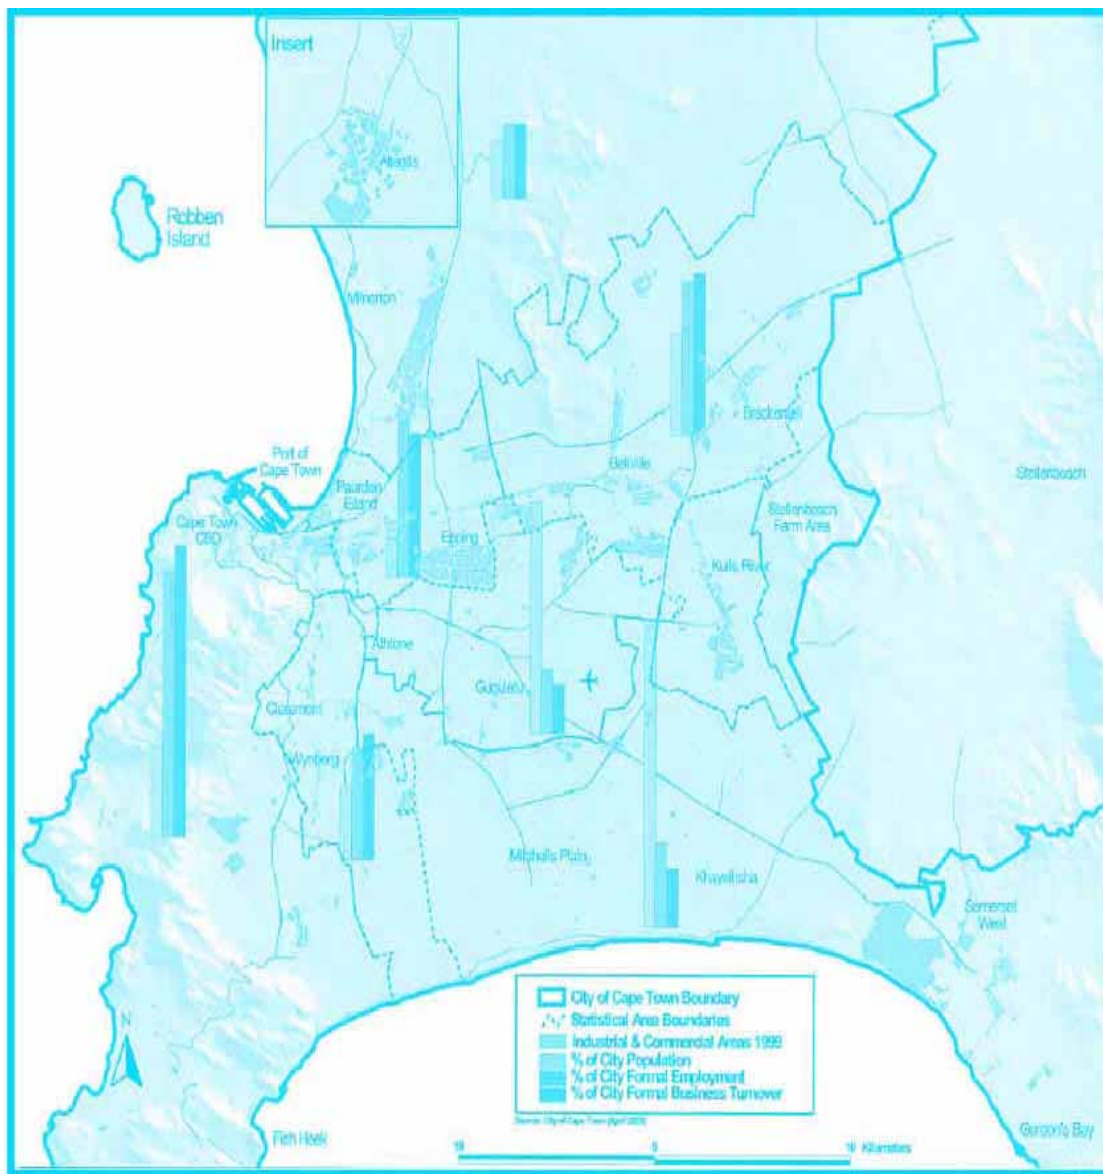 Insert
Atlantis
Robben
Island
Milnerton
Brackenfell
Port of
Cape Town
Bellville
Stellenbosch
Paarden
Island
Cape Town
CBD
Stellenbosch
Farm Area
Epping
Kuils River
Athlone
Guguletu
Claremont
Wynberg
Mitchells Plain
Khayelitsha
Somerset
West
City of Cape Town Boundary
Statistical Area Boundaries
Industrial & Commercial Areas 1999
% of City Population
% of City Formal Employment
% of City Formal Business Turnover
N
Fish Hoek
Gordon's Bay
Kilometers